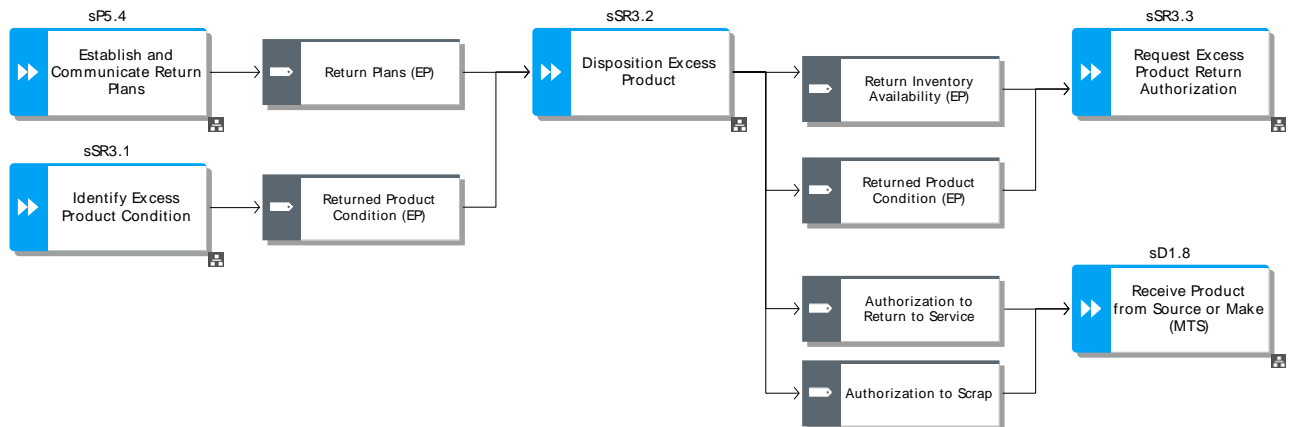 sP5.4
Establish and
Communicate Return
Plans
Return Plans (EP)
sSR3.1
Identify Excess
Product Condition
Returned Product
Condition (EP)
sSR3.2
Disposition Excess
Product
Return Inventory
Availability (EP)
Returned Product
Condition (EP)
Authorization to
Return to Service
Authorization to Scrap
sSR3.3
Request Excess
Product Return
Authorization
sD1.8
Receive Product
from Source or Make
(MTS)